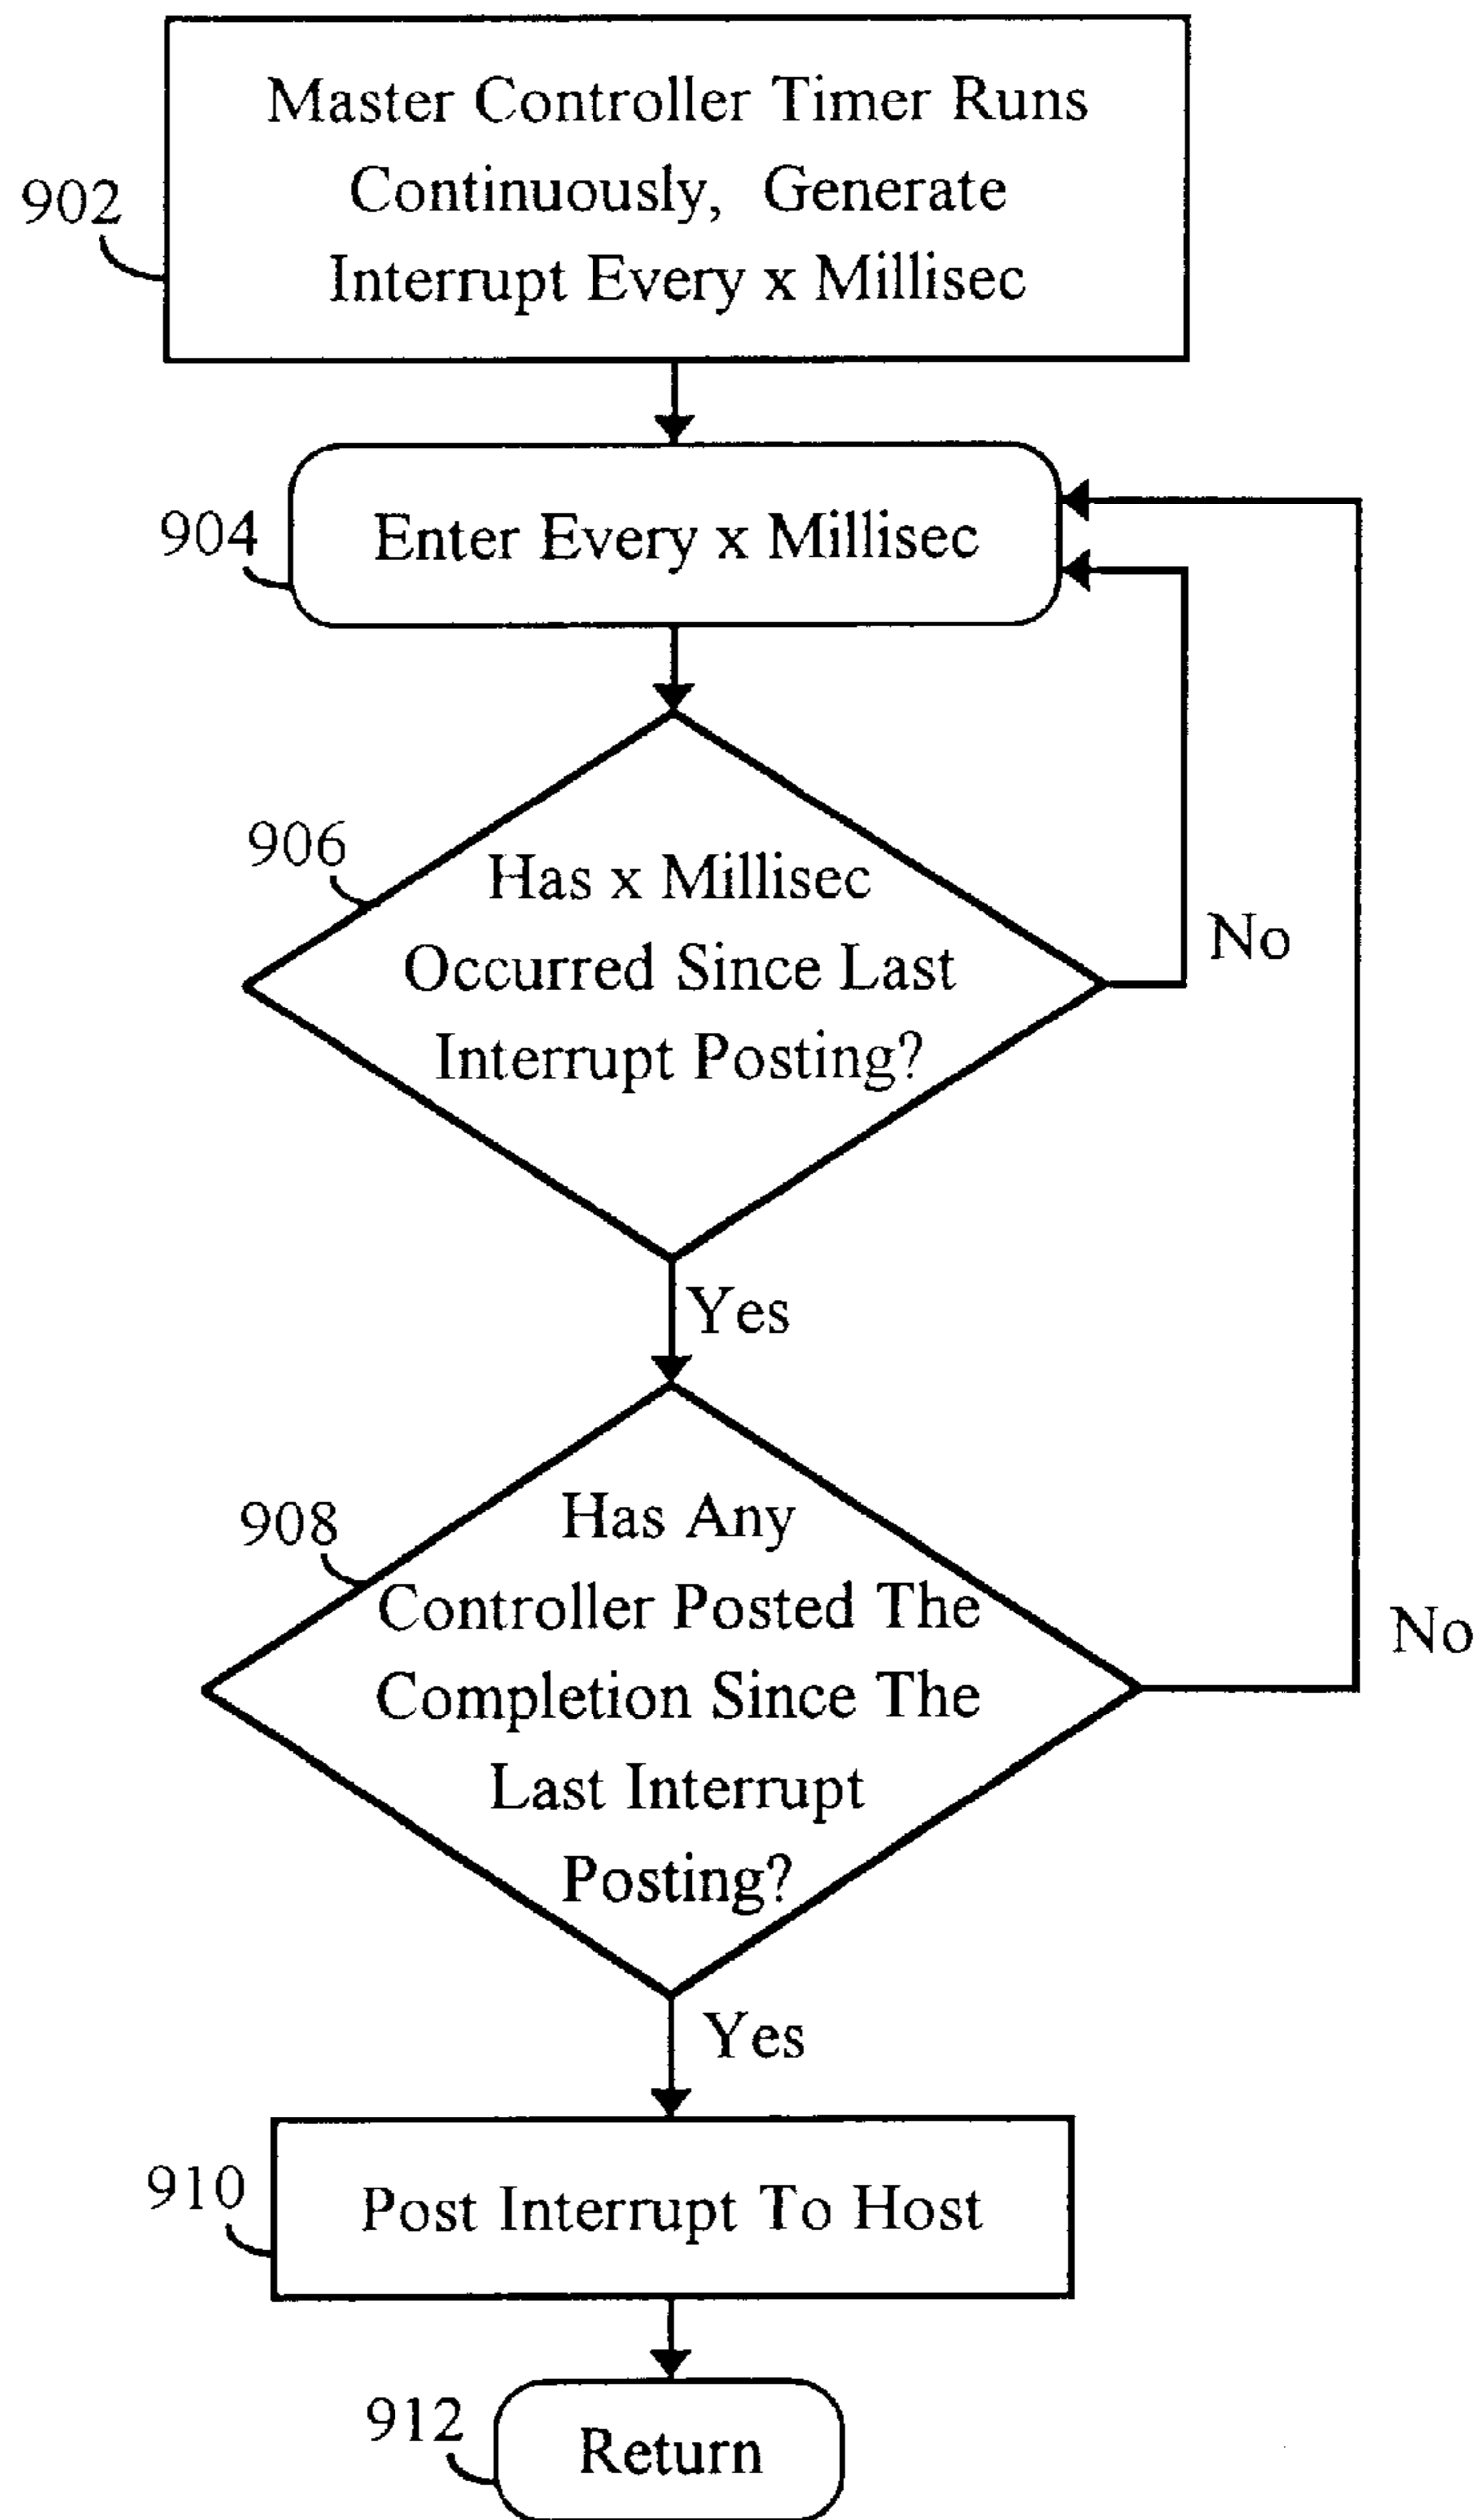 Master Controller Timer Runs
Continuously, Generate
Interrupt Every x Millisec
902
Enter Every x Millisec
904
906
Has x Millisec
Occurred Since Last
Interrupt Posting?
No
Yes
908
Has Any
Controller Posted The
Completion Since The
Last Interrupt
Posting?
No
Yes
910
Post Interrupt To Host
912
Return